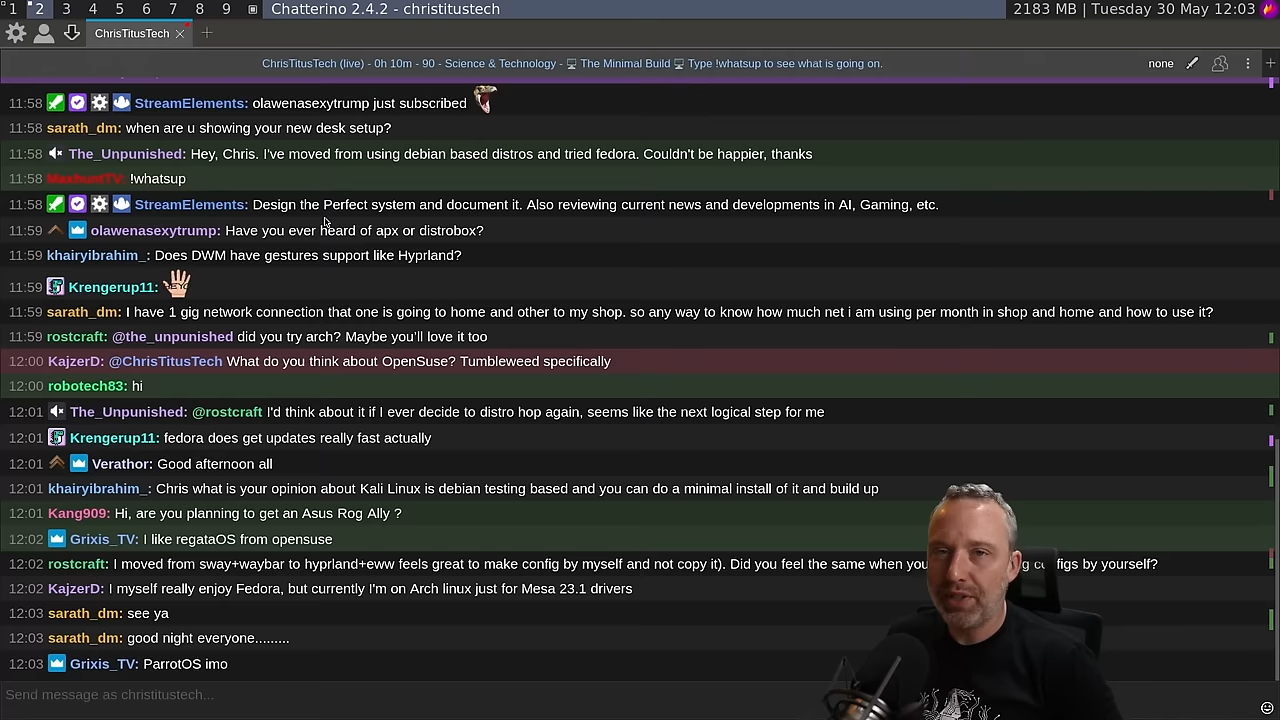 1 2 3 4 5 6 7 8 9 Chatterino 2.4.2 - christitustech 2183 MB | Tuesday 30 May 12:03
ChrisTitusTech
ChrisTitusTech (live) - 0h 10m - 90 - Science & Technology - 🖥️ The Minimal Build 🖥️ Type !whatsup to see what is going on. none
11:58 StreamElements: olawenasexytrump just subscribed
11:58 sarath_dm: when are u showing your new desk setup?
11:58 The_Unpunished: Hey, Chris. I've moved from using debian based distros and tried fedora. Couldn't be happier, thanks
11:58 MaxhuntTV: !whatsup
11:58 StreamElements: Design the Perfect system and document it. Also reviewing current news and developments in AI, Gaming, etc.
11:59 olawenasexytrump: Have you ever heard of apx or distrobox?
11:59 khairyibrahim_: Does DWM have gestures support like Hyprland?
11:59 Krengerup11:
11:59 sarath_dm: I have 1 gig network connection that one is going to home and other to my shop. so any way to know how much net i am using per month in shop and home and how to use it?
11:59 rostcraft: @the_unpunished did you try arch? Maybe you'll love it too
12:00 KajzerD: @ChrisTitusTech What do you think about OpenSuse? Tumbleweed specifically
12:00 robotech83: hi
12:01 The_Unpunished: @rostcraft I'd think about it if I ever decide to distro hop again, seems like the next logical step for me
12:01 Krengerup11: fedora does get updates really fast actually
12:01 Verathor: Good afternoon all
12:01 khairyibrahim_: Chris what is your opinion about Kali Linux is debian testing based and you can do a minimal install of it and build up
12:01 Kang909: Hi, are you planning to get an Asus Rog Ally ?
12:02 Grixis_TV: I like regataOS from opensuse
12:02 rostcraft: I moved from sway+waybar to hyprland+eww feels great to make config by myself and not copy it). Did you feel the same when you by yourself?
12:02 KajzerD: I myself really enjoy Fedora, but currently I'm on Arch linux just for Mesa 23.1 drivers
12:03 sarath_dm: see ya
12:03 sarath_dm: good night everyone.........
12:03 Grixis_TV: ParrotOS imo
Send message as christitustech...